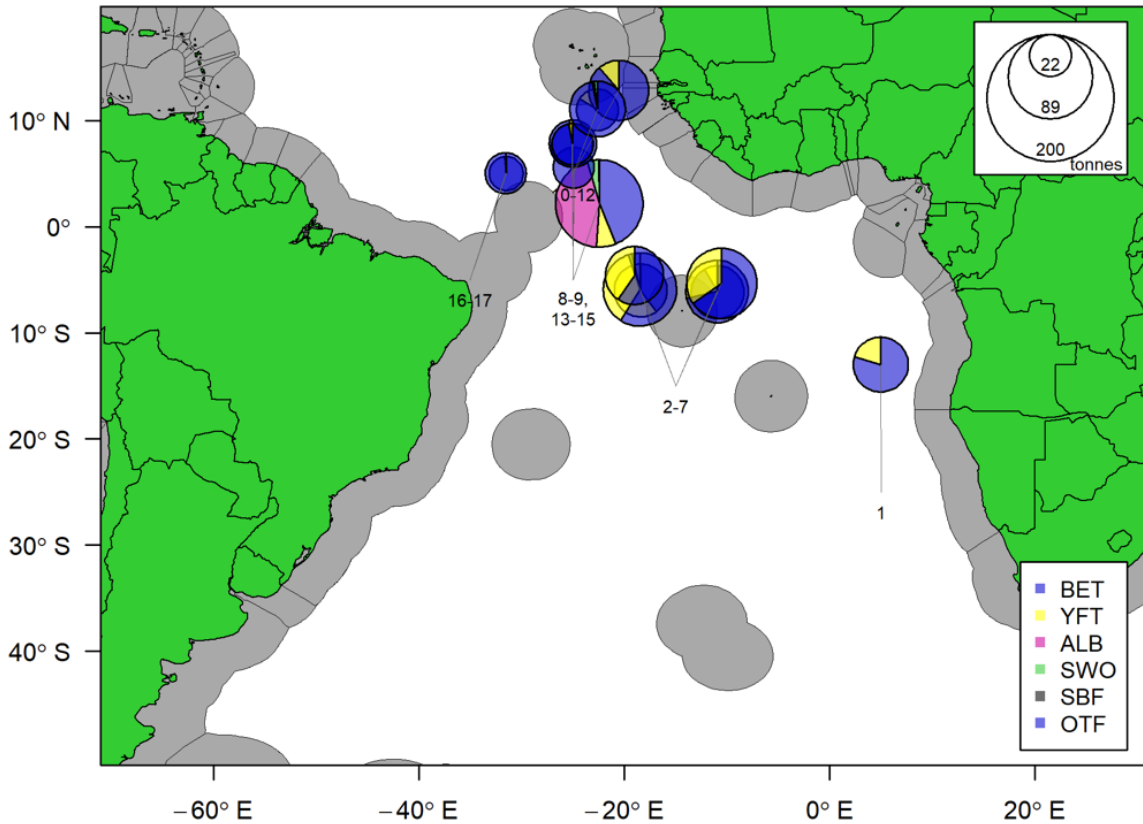 22
89
200
tonnes
10° N
0°
10° S
20° S
30° S
40° S
0-12
16-17
8-9,
13-15
2-7
1
BET
YFT
ALB
SWO
SBF
OTF
−60° E
−40° E
−20° E
0° E
20° E